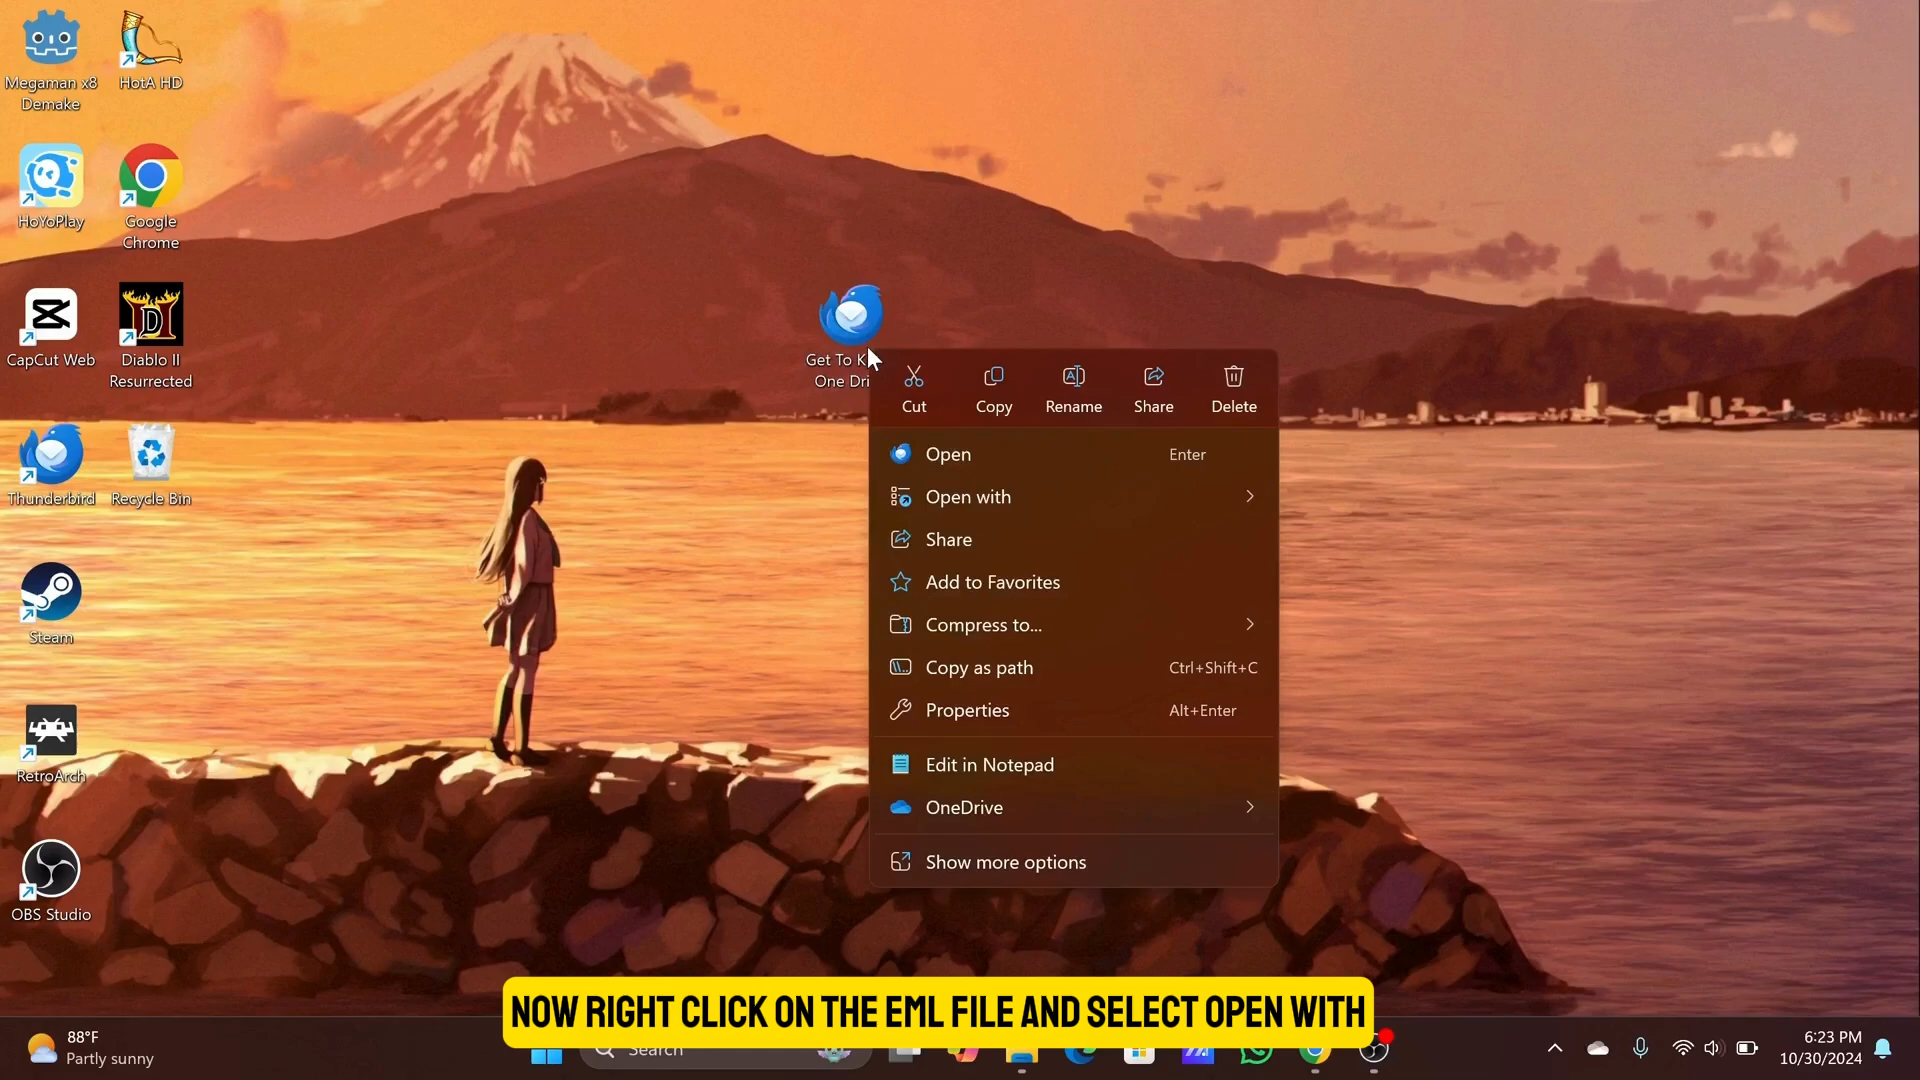 Megaman x8
Demake
HotA HD
HoYoPlay
Google
Chrome
CapCut Web
Diablo II
Resurrected
Thunderbird
Recycle Bin
Steam
RetroArch
OBS Studio
Get To K
One Dri
Cut
Copy
Rename
Share
Delete
Open Enter
Open with
Share
Add to Favorites
Compress to...
Copy as path Ctrl+Shift+C
Properties Alt+Enter
Edit in Notepad
OneDrive
Show more options
NOW RIGHT CLICK ON THE EML FILE AND SELECT OPEN WITH
88°F
Partly sunny
Search
6:23 PM
10/30/2024